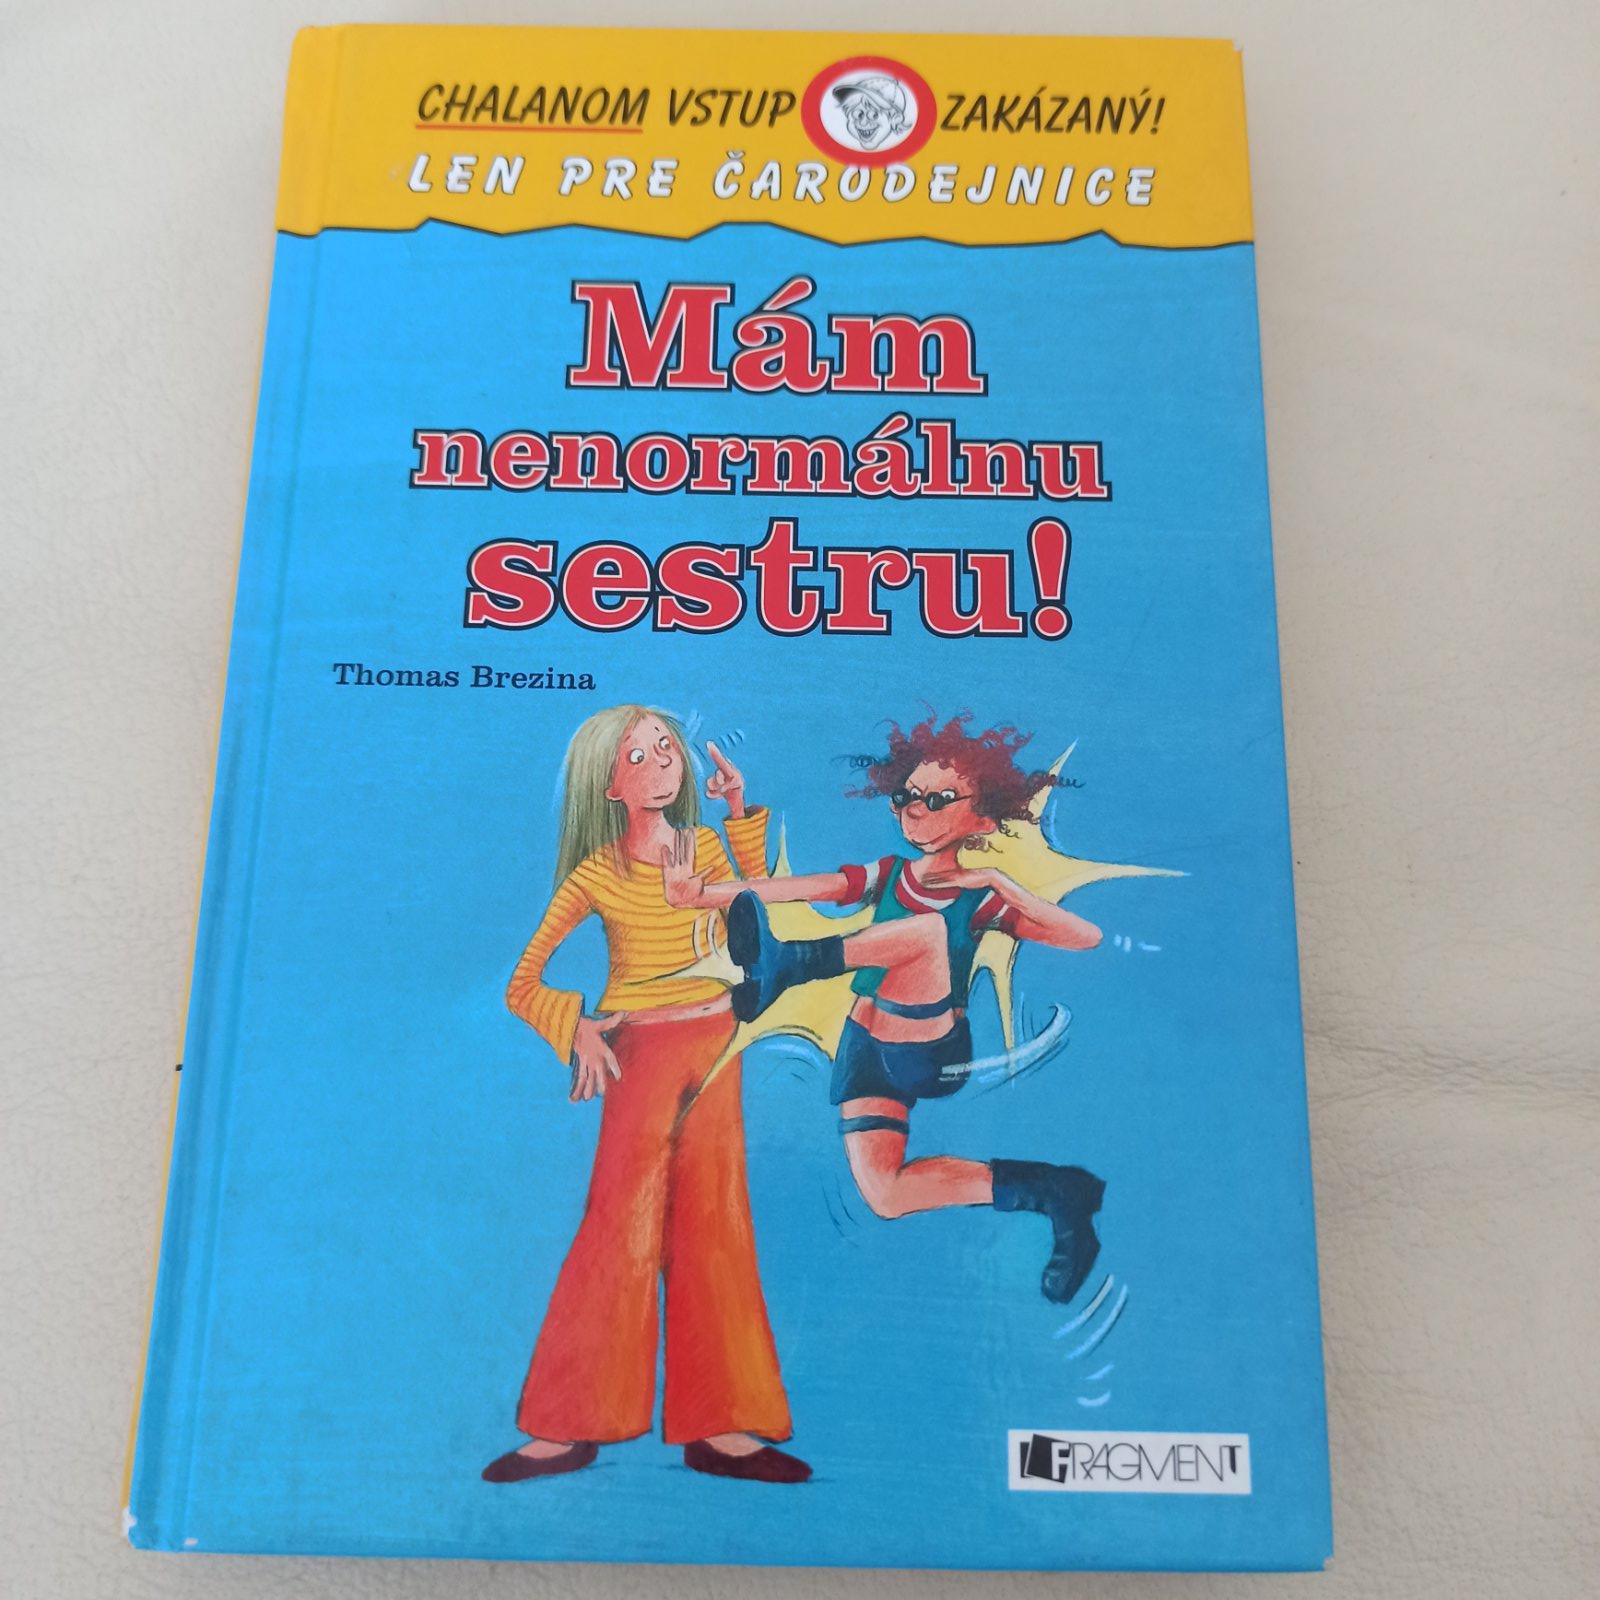 CHALANOM VSTUP ZAKÁZANÝ!
LEN PRE ČARODEJNICE
Mám
nenormálnu
sestru!
Thomas Brezina
FRAGMENT